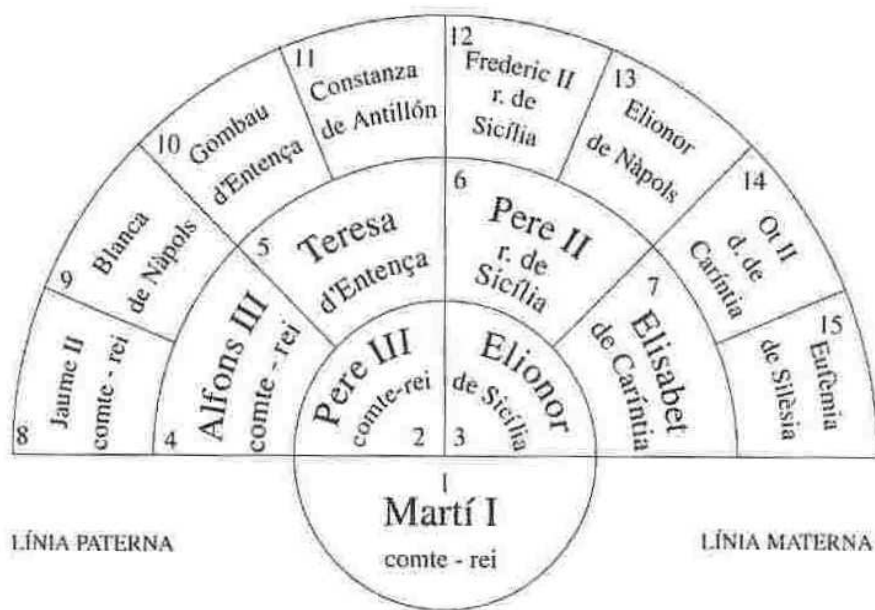 11
Constanza
de Antillón
12
Frederic II
r. de
Sicília
10
Gombau
d'Entença
13
Elionor
de Nàpols
9
Blanca
de Nàpols
14
Ot II
d. de
Caríntia
5
Teresa
d'Entença
6
Pere II
r. de
Sicília
8
Jaume II
comte - rei
4
Alfons III
comte - rei
7
Elisabet
de Caríntia
15
Eufèmia
de Silèsia
2
Pere III
comte-rei
3
Elionor
de Sicília
1
Martí I
comte - rei
LÍNIA PATERNA
LÍNIA MATERNA